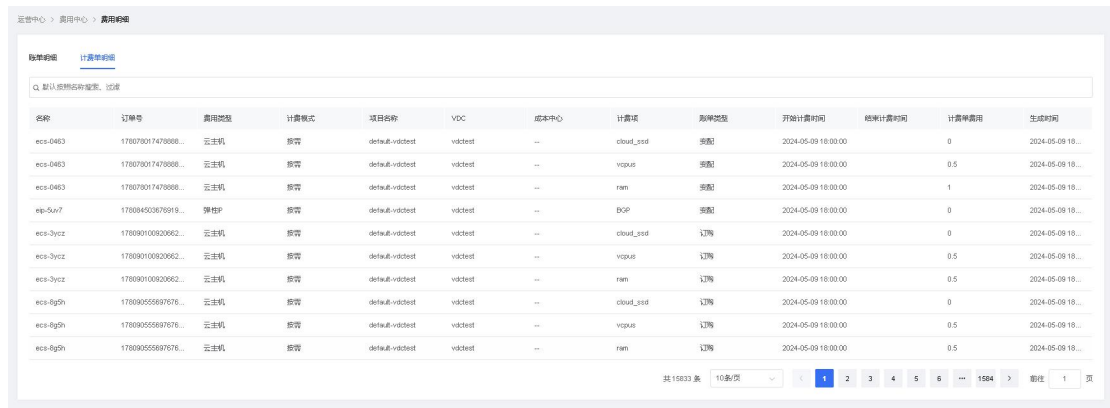 运营中心 > 费用中心 > 费用明细
账单明细 计费单明细
默认按照名称搜索、过滤
名称 订单号 费用类型 计费模式 项目名称 VDC 成本中心 计费项 账单类型 开始计费时间 结束计费时间 计费单费用 生成时间
ecs-0463 178078017478888... 云主机 按需 default-vdctest vdctest -- cloud_ssd 变配 2024-05-09 18:00:00 0 2024-05-09 18...
ecs-0463 178078017478888... 云主机 按需 default-vdctest vdctest -- vcpus 变配 2024-05-09 18:00:00 0.5 2024-05-09 18...
ecs-0463 178078017478888... 云主机 按需 default-vdctest vdctest -- ram 变配 2024-05-09 18:00:00 1 2024-05-09 18...
eip-5uv7 178084503676919... 弹性IP 按需 default-vdctest vdctest -- BGP 变配 2024-05-09 18:00:00 0 2024-05-09 18...
ecs-3ycz 178090100920662... 云主机 按需 default-vdctest vdctest -- cloud_ssd 订购 2024-05-09 18:00:00 0 2024-05-09 18...
ecs-3ycz 178090100920662... 云主机 按需 default-vdctest vdctest -- vcpus 订购 2024-05-09 18:00:00 0.5 2024-05-09 18...
ecs-3ycz 178090100920662... 云主机 按需 default-vdctest vdctest -- ram 订购 2024-05-09 18:00:00 0.5 2024-05-09 18...
ecs-8g5h 178090555697676... 云主机 按需 default-vdctest vdctest -- cloud_ssd 订购 2024-05-09 18:00:00 0 2024-05-09 18...
ecs-8g5h 178090555697676... 云主机 按需 default-vdctest vdctest -- vcpus 订购 2024-05-09 18:00:00 0.5 2024-05-09 18...
ecs-8g5h 178090555697676... 云主机 按需 default-vdctest vdctest -- ram 订购 2024-05-09 18:00:00 0.5 2024-05-09 18...
共 15833 条 10条/页 < 1 2 3 4 5 6 ... 1584 > 前往 1 页